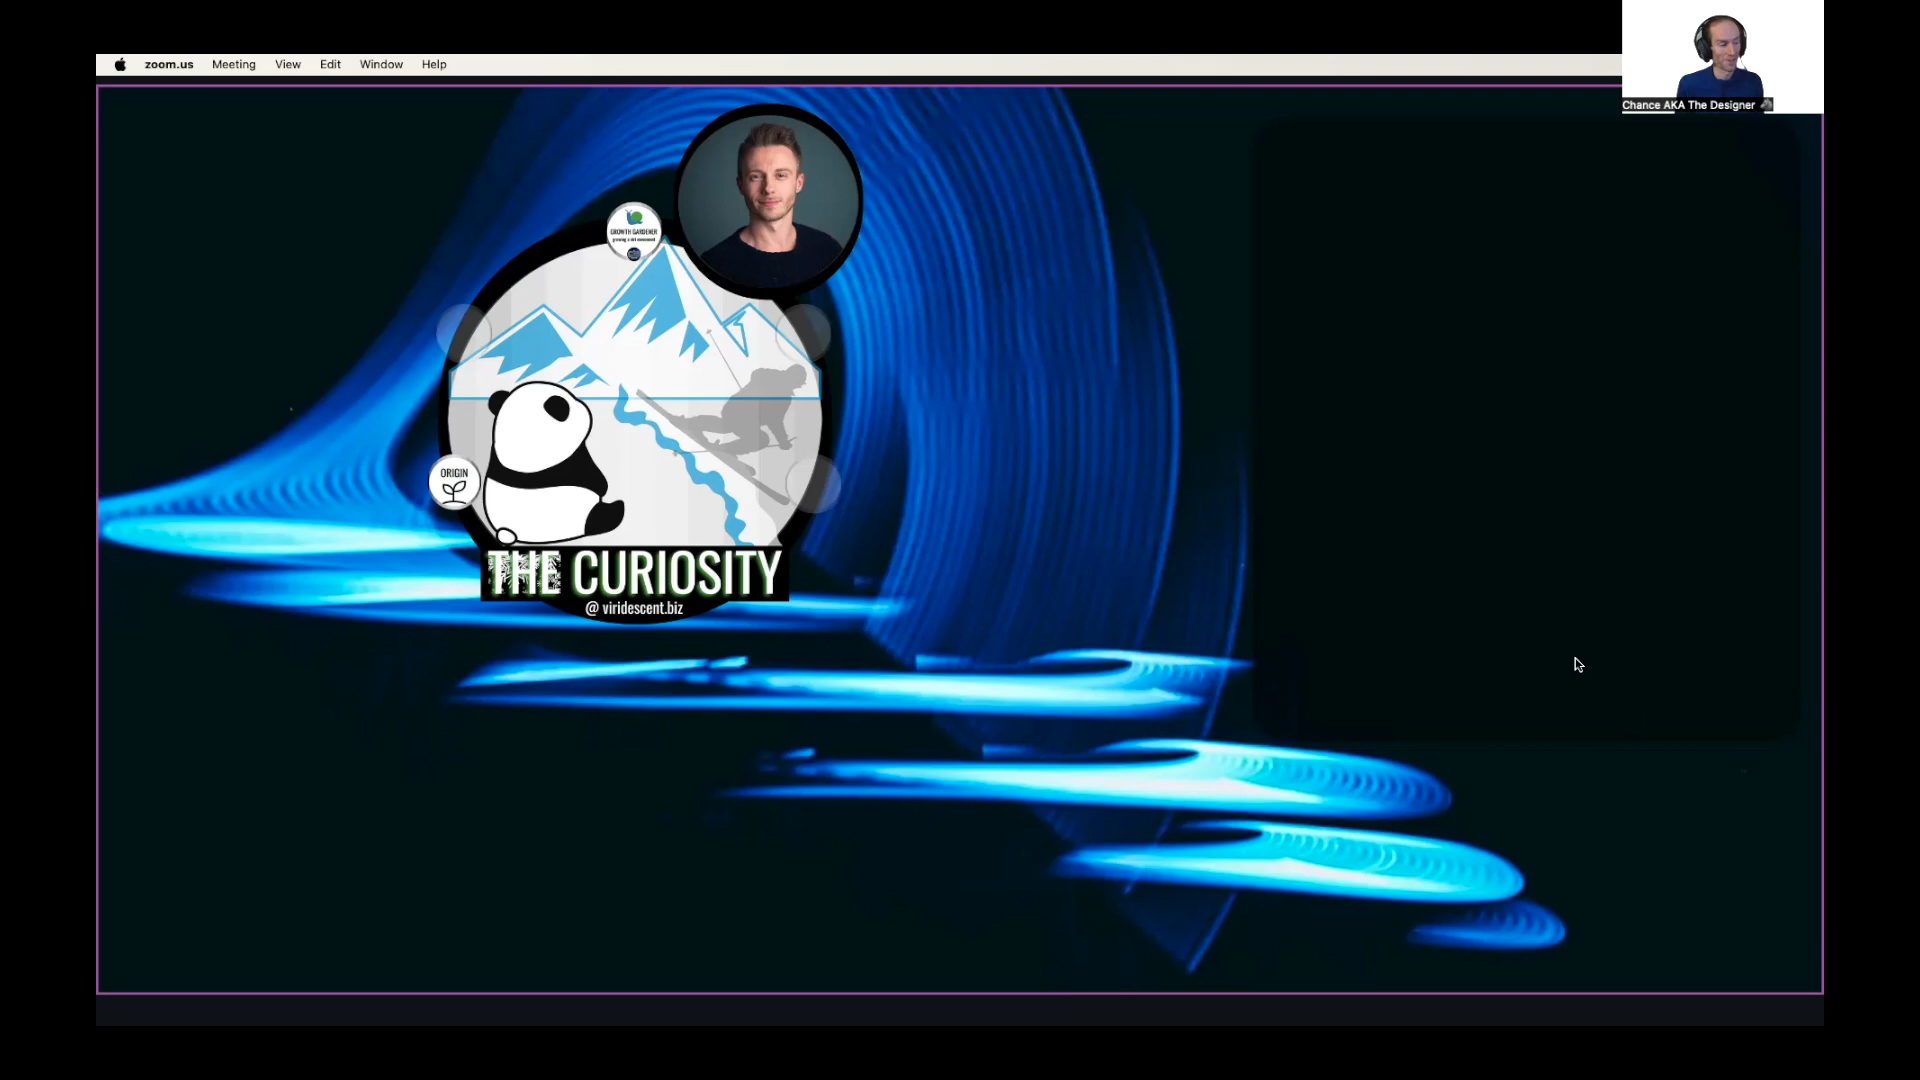 zoom.us Meeting View Edit Window Help
Chance AKA The Designer
GROWTH GARDENER
ORIGIN
THE CURIOSITY
@ viridescent.biz